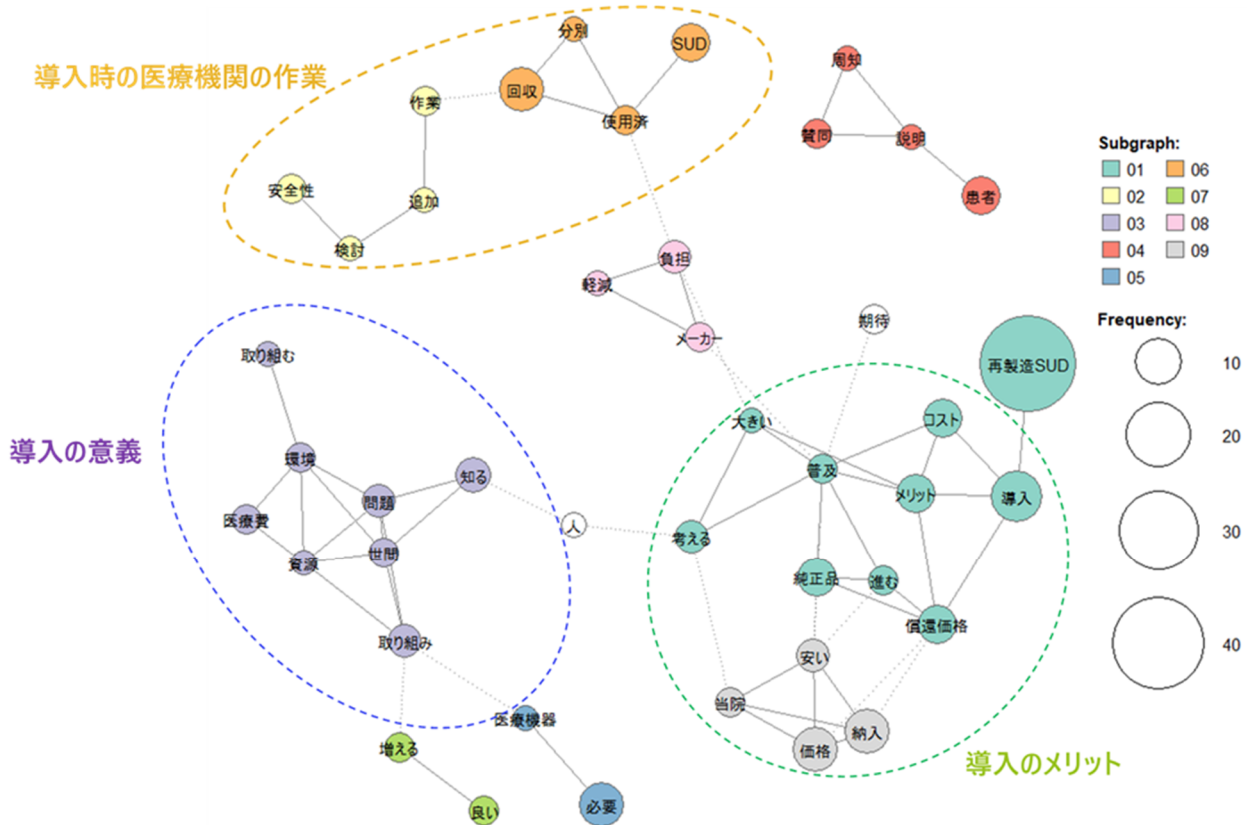 導入時の医療機関の作業
分別
SUD
回収
使用済
作業
追加
安全性
検討
周知
賛同
説明
患者
Subgraph:
01
06
02
07
03
08
04
09
05
負担
軽減
メーカー
期待
Frequency:
10
20
30
40
再製造SUD
導入の意義
取り組む
環境
知る
問題
医療費
世間
資源
取り組み
人
大きい
コスト
普及
メリット
導入
考える
純正品
進む
償還価格
安い
当院
納入
価格
導入のメリット
医療機器
増える
必要
良い